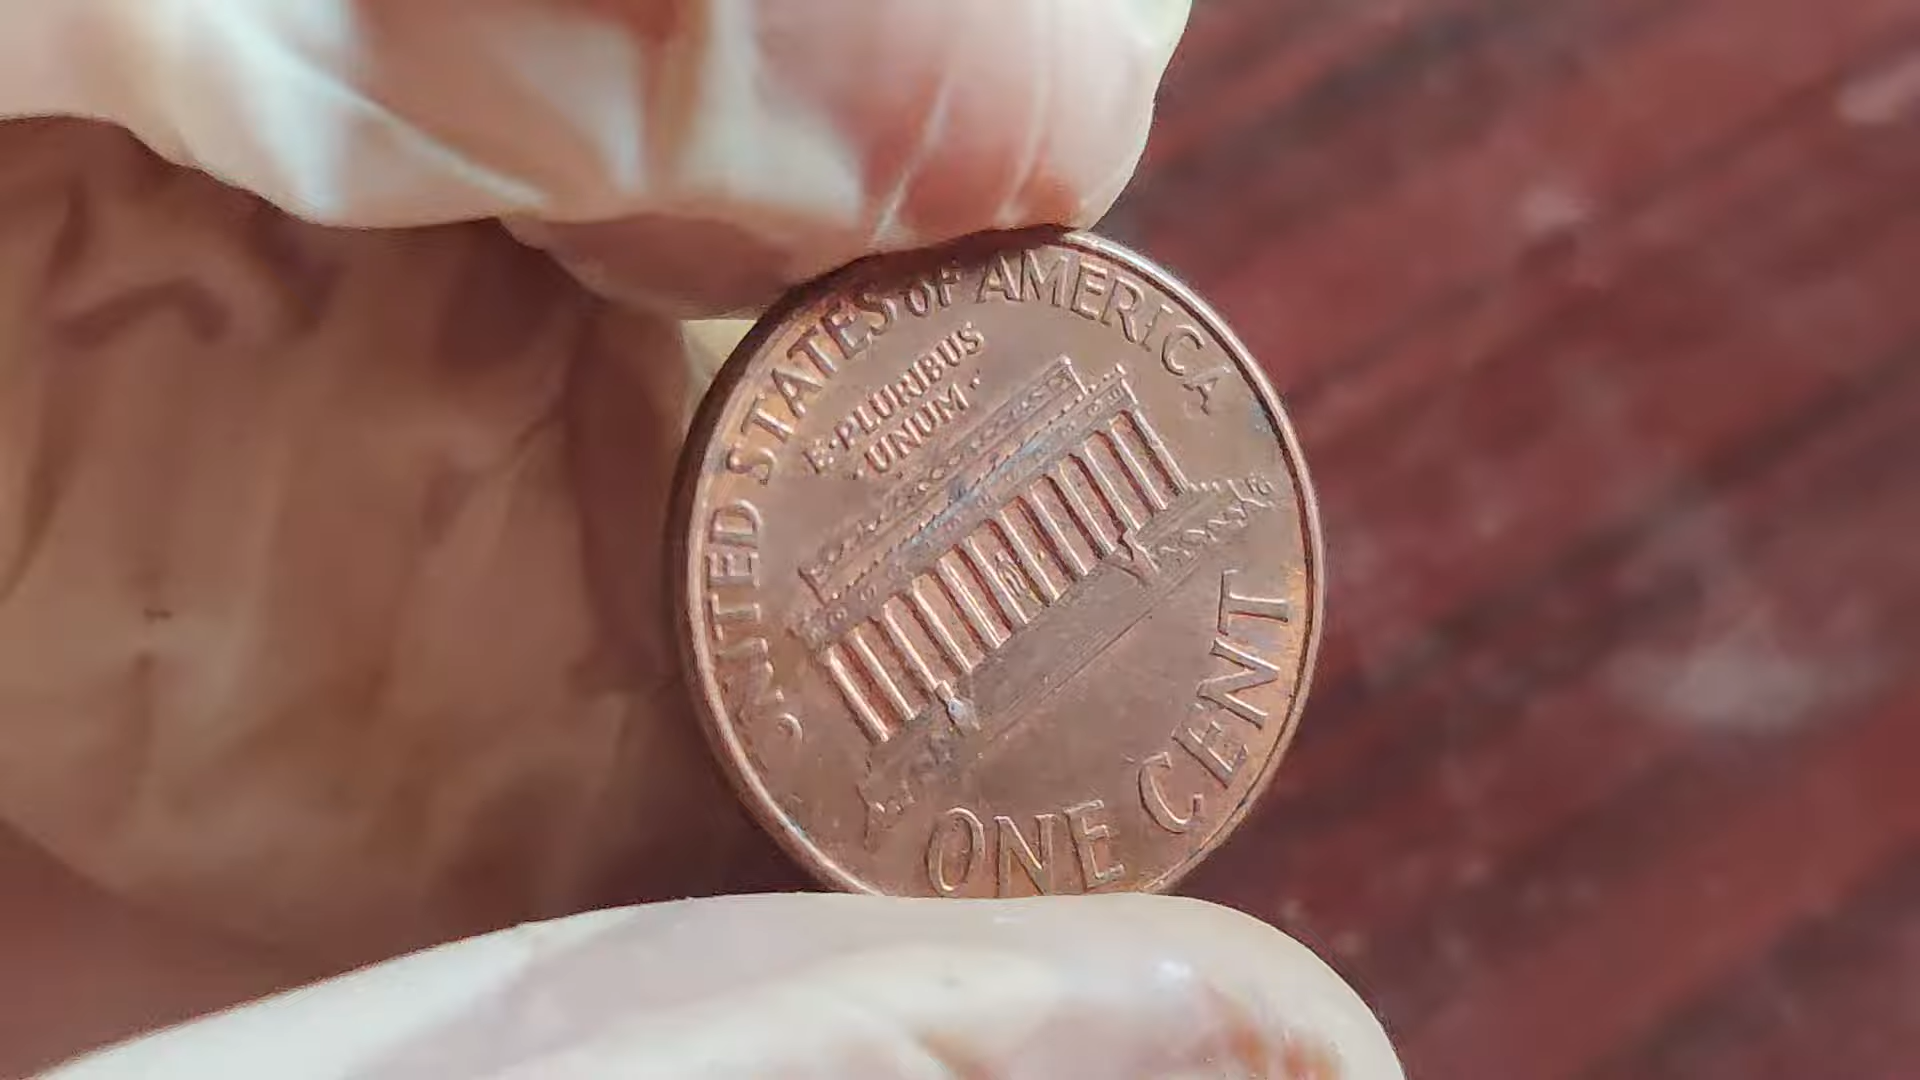 UNITED STATES OF AMERICA
E·PLURIBUS
·UNUM·
ONE CENT